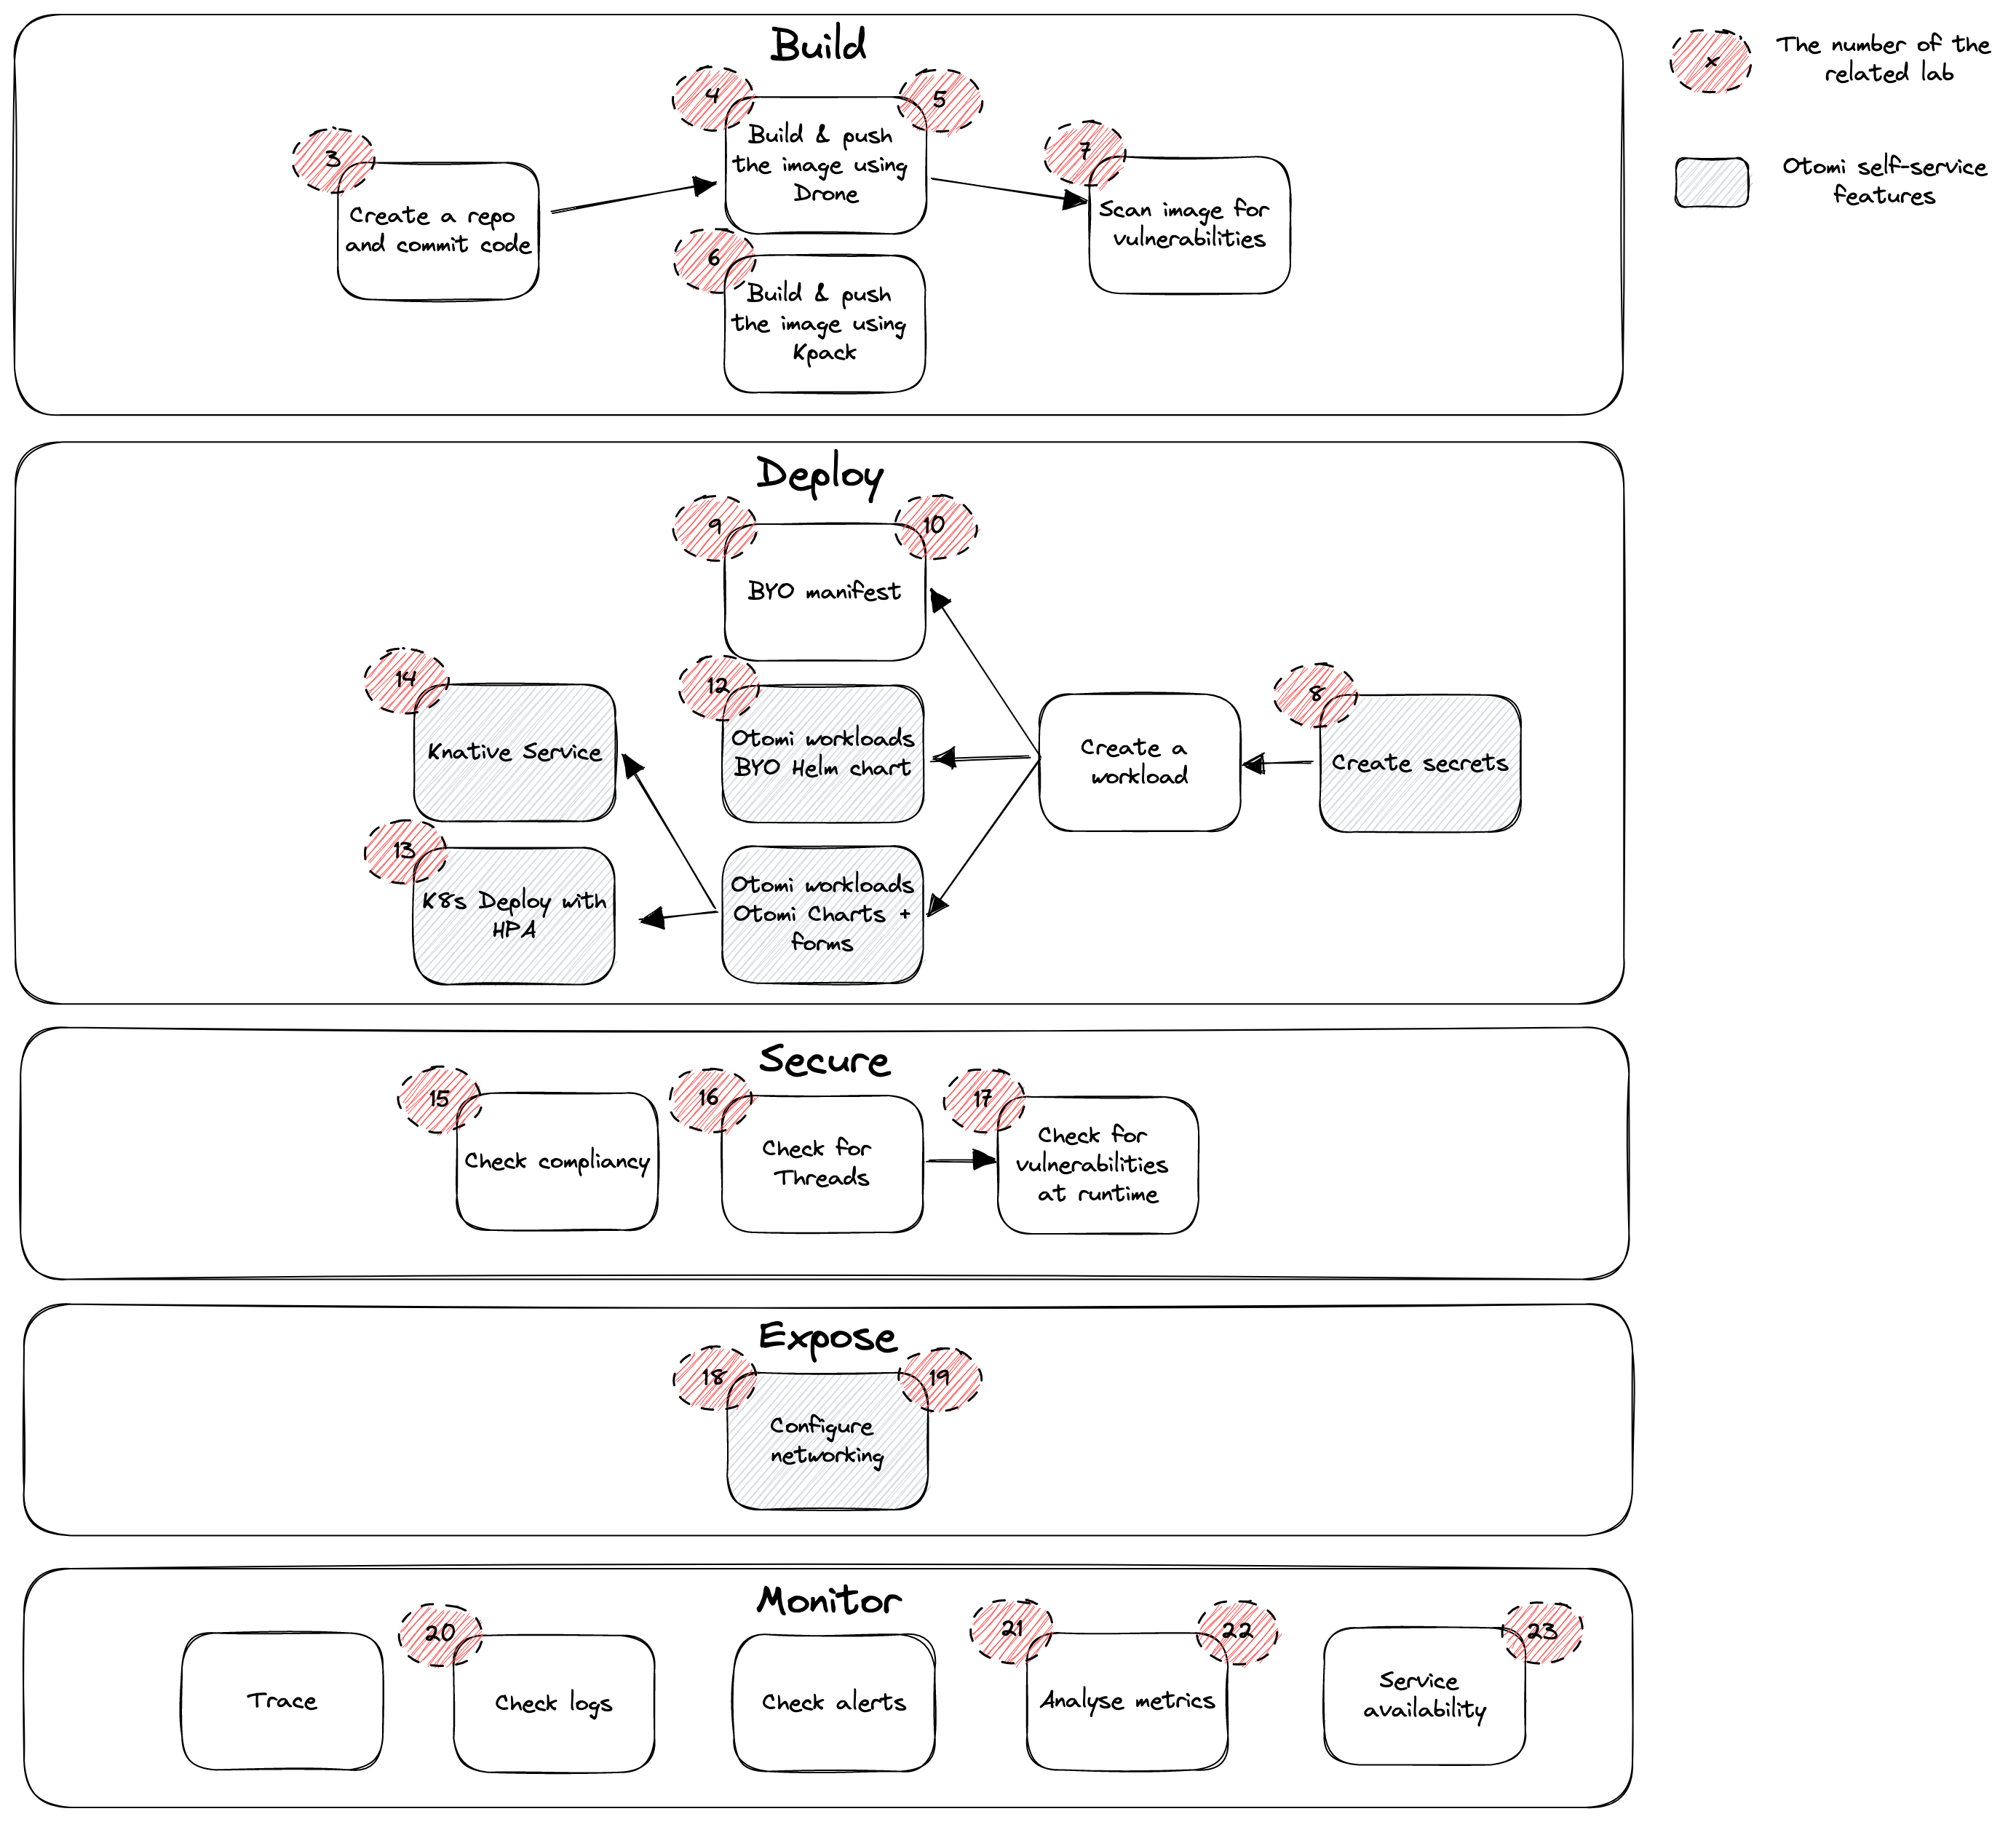 Build
3
Create a repo
and commit code
4
5
Build & push
the image using
Drone
6
Build & push
the image using
Kpack
7
Scan image for
vulnerabilities
x
The number of the
related lab
Otomi self-service
features
Deploy
9
10
BYO manifest
14
Knative Service
12
Otomi workloads
BYO Helm chart
Create a
workload
8
Create secrets
13
K8s Deploy with
HPA
Otomi workloads
Otomi Charts +
forms
Secure
15
Check compliancy
16
Check for
Threads
17
Check for
vulnerabilities
at runtime
Expose
18
19
Configure
networking
Monitor
Trace
20
Check logs
Check alerts
21
22
Analyse metrics
23
Service
availability